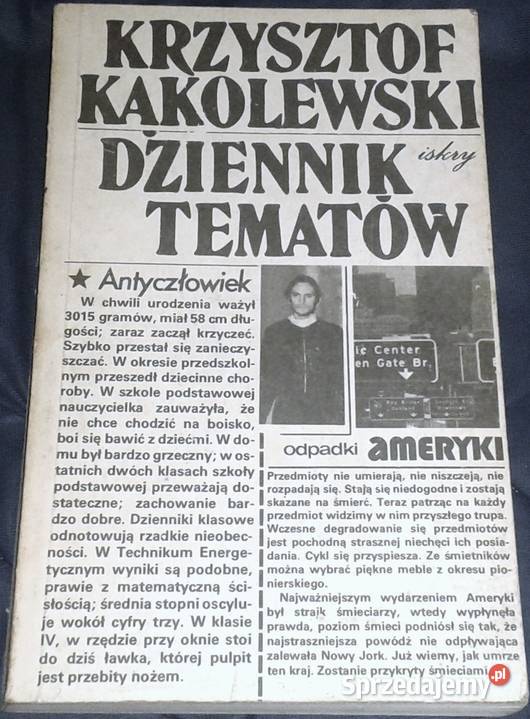 KRZYSZTOF
KĄKOLEWSKI
DZIENNIK iskry
TEMATÓW
★ Antyczłowiek
W chwili urodzenia ważył
3015 gramów, miał 58 cm dłu-
gości; zaraz zaczął krzyczeć.
Szybko przestał się zanieczy-
szczać. W okresie przedszkol-
nym przeszedł dziecinne cho-
roby. W szkole podstawowej
nauczycielka zauważyła, że
nie chce chodzić na boisko,
boi się bawić z dziećmi. W do-
mu był bardzo grzeczny; w o-
statnich dwóch klasach szkoły
podstawowej przeważają do-
stateczne; zachowanie bar-
dzo dobre. Dzienniki klasowe
odnotowują rzadkie nieobec-
ności. W Technikum Energe-
tycznym wyniki są podobne,
prawie z matematyczną ści-
słością; średnia stopni oscylu-
je wokół cyfry trzy. W klasie
IV, w rzędzie przy oknie stoi
do dziś ławka, której pulpit
jest przebity nożem.
ic Center
en Gate Br.
odpadki AMERYKI
Przedmioty nie umierają, nie niszczeją, nie
rozpadają się. Stają się niedogodne i zostają
skazane na śmierć. Teraz patrząc na każdy
przedmiot widzimy w nim przyszłego trupa.
Wczesne degradowanie się przedmiotów
jest pochodną strasznej niechęci ich posia-
dania. Cykl się przyspiesza. Ze śmietników
można wybrać piękne meble z okresu pio-
nierskiego.
Najważniejszym wydarzeniem Ameryki
był strajk śmieciarzy, wtedy wypłynęła
prawda, poziom śmieci podniósł się tak, że
najstraszniejsza powódź nie odpływająca
zalewała Nowy Jork. Już wiemy, jak umrze
ten kraj. Zostanie przykryty śmieciami.
Sprzedajemy.pl